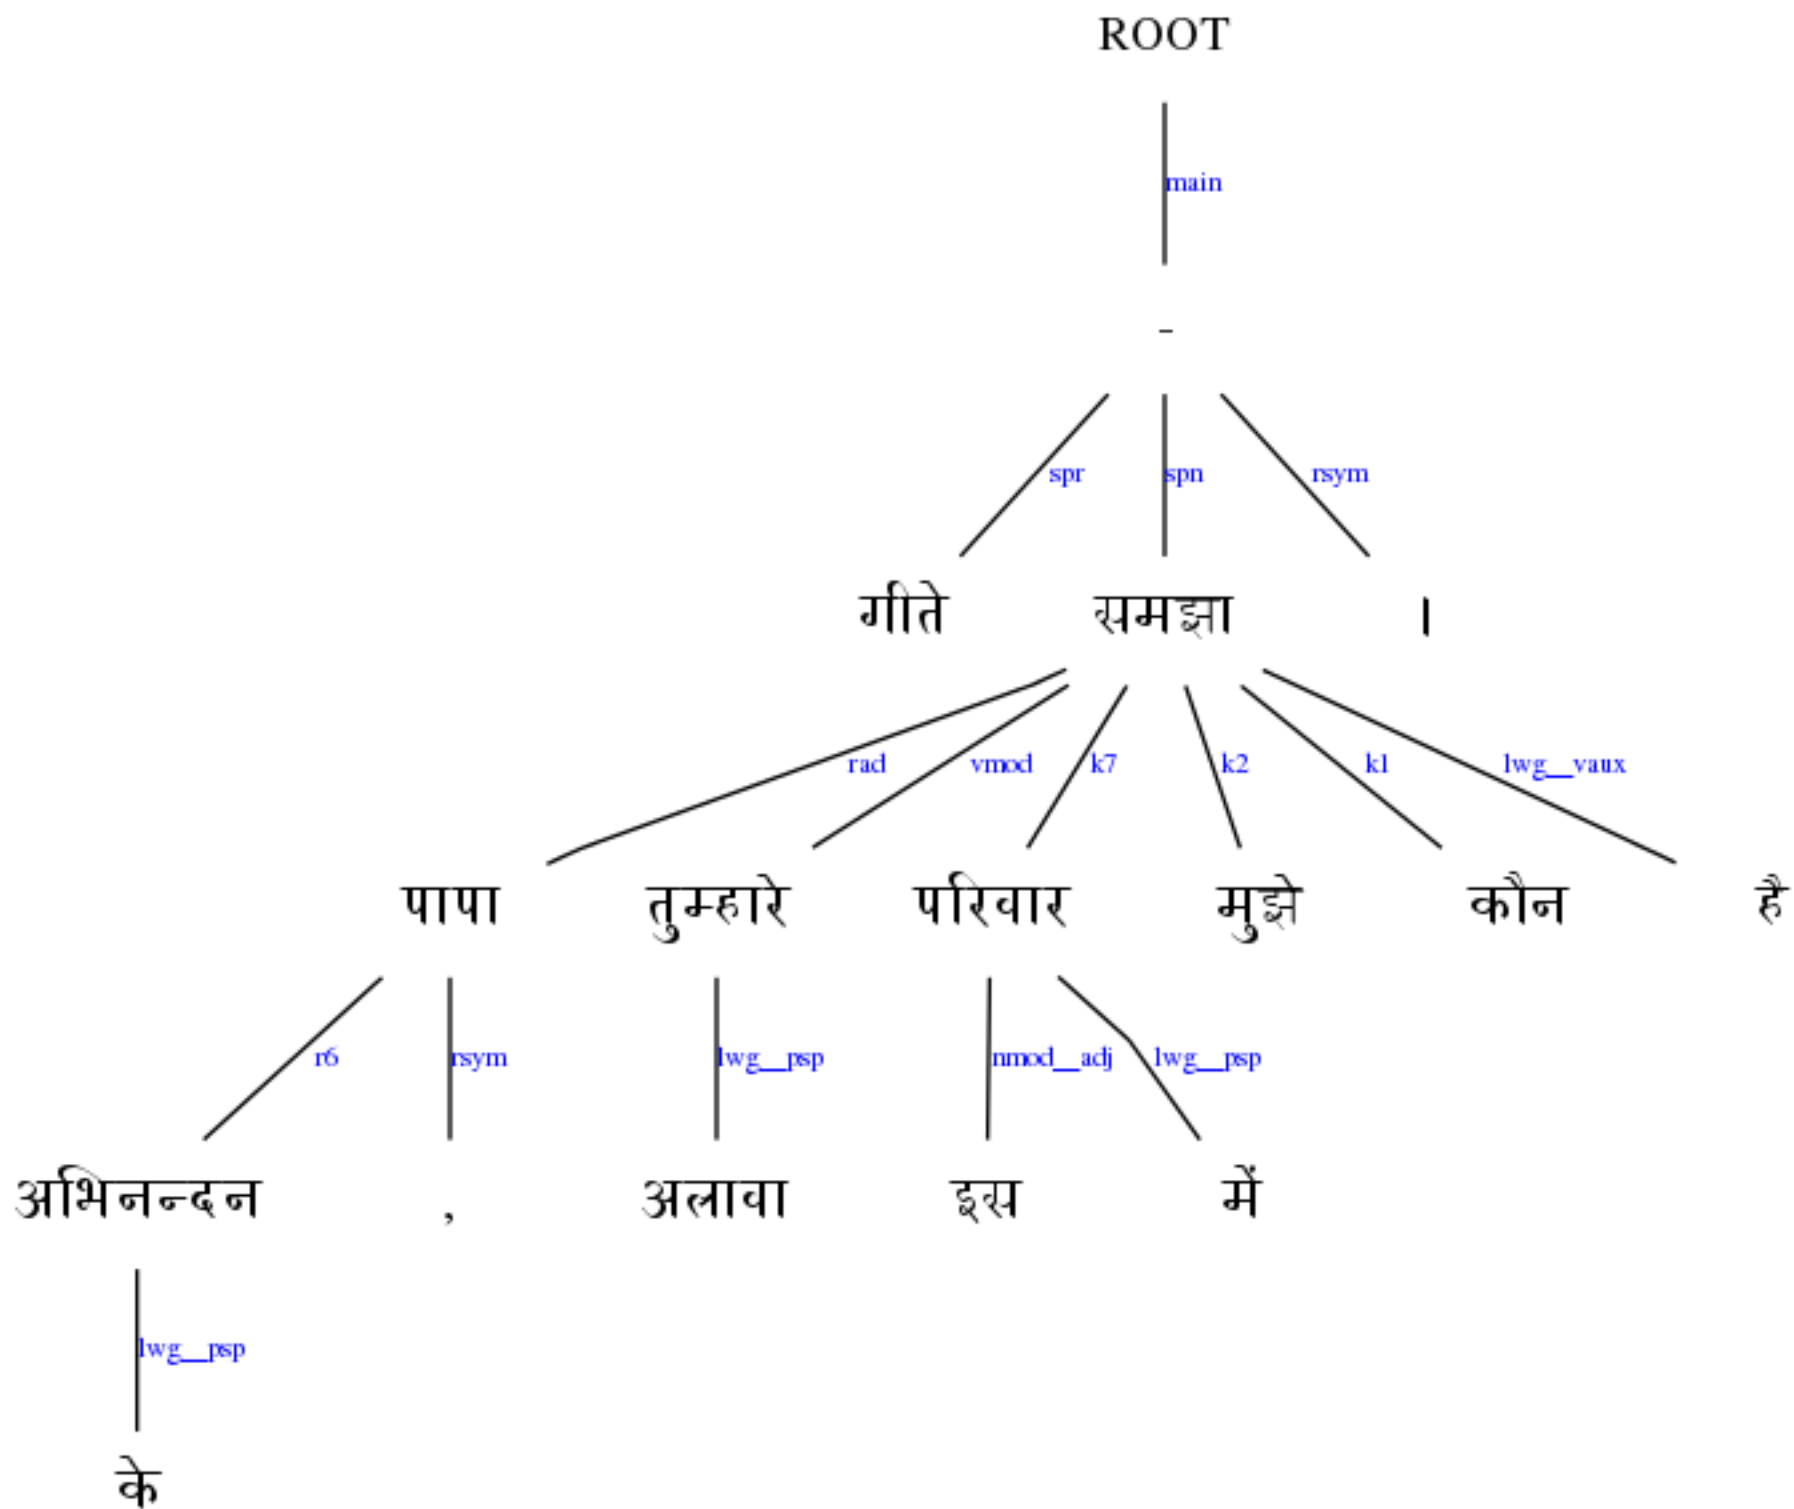 ROOT
main
-
spr spn rsym
गीते समझा ।
rad vmod k7 k2 k1 lwg__vaux
पापा तुम्हारे परिवार मुझे कौन है
r6 rsym lwg__psp nmod__adj lwg__psp
अभिनन्दन , अलावा इस में
lwg__psp
के